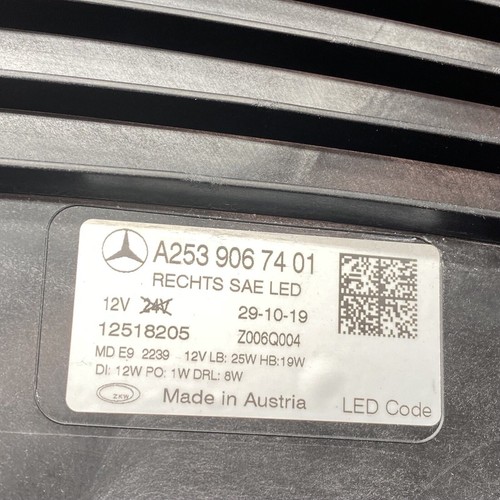 A253 906 74 01
RECHTS SAE LED
12V 24V 29-10-19
12518205 Z006Q004
MD E9 2239 12V LB: 25W HB:19W
DI: 12W PO: 1W DRL: 8W
ZKW Made in Austria LED Code